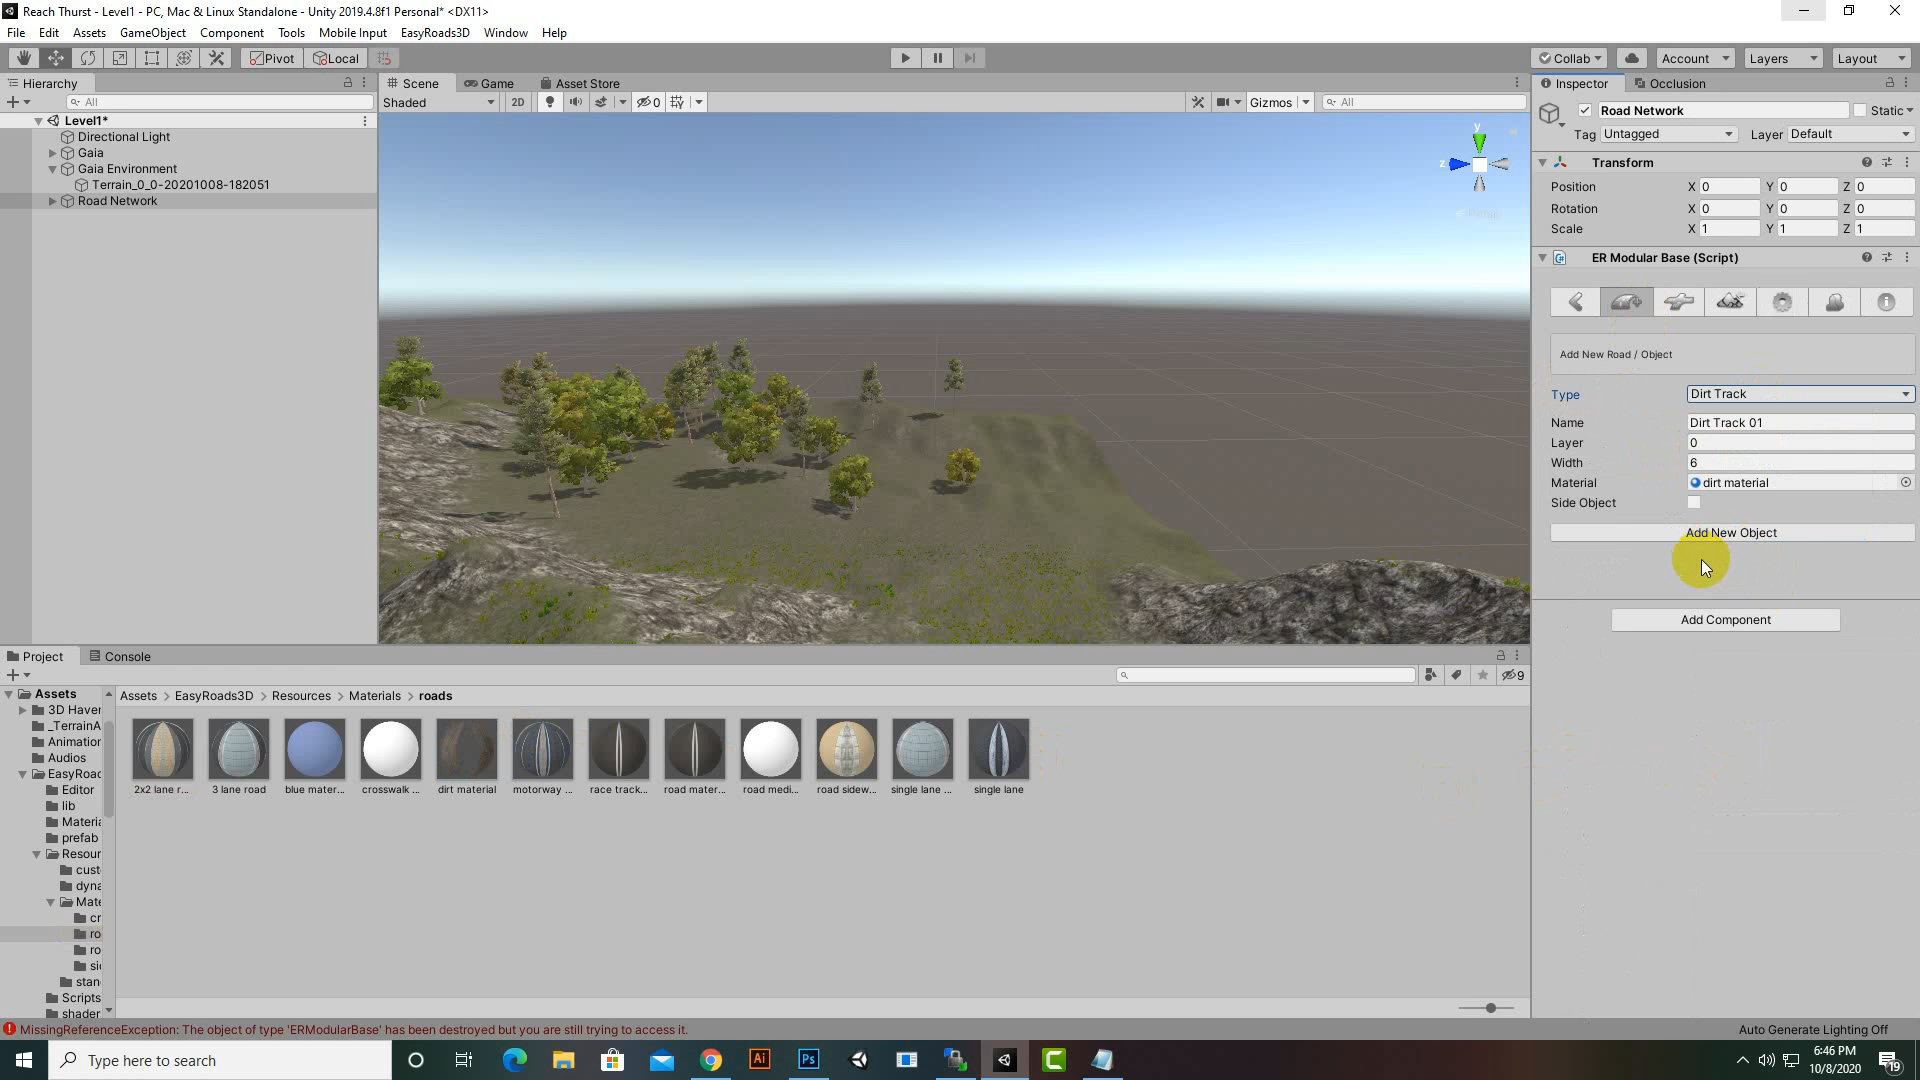 Reach Thurst - Level1 - PC, Mac & Linux Standalone - Unity 2019.4.8f1 Personal* <DX11>
File Edit Assets GameObject Component Tools Mobile Input EasyRoads3D Window Help
Pivot Local Collab Account Layers Layout
Hierarchy Scene Game Asset Store Inspector Occlusion
All Shaded 2D 0 Gizmos All
Level1*
Directional Light
Gaia
Gaia Environment
Terrain_0_0-20201008-182051
Road Network
y
z
Road Network Static
Tag Untagged Layer Default
Transform
Position X 0 Y 0 Z 0
Rotation X 0 Y 0 Z 0
Scale X 1 Y 1 Z 1
ER Modular Base (Script)
Add New Road / Object
Type Dirt Track
Name Dirt Track 01
Layer 0
Width 6
Material dirt material
Side Object
Add New Object
Add Component
Project Console
9
Assets
3D Haven
_TerrainA
Animation
Audios
EasyRoad
Editor
lib
Materia
prefab
Resour
custo
dyna
Mate
cr
ro
ro
si
stan
Scripts
shader
Assets > EasyRoads3D > Resources > Materials > roads
2x2 lane r... 3 lane road blue mater... crosswalk ... dirt material motorway ... race track... road mater... road medi... road sidew... single lane ... single lane
MissingReferenceException: The object of type 'ERModularBase' has been destroyed but you are still trying to access it.
Auto Generate Lighting Off
Type here to search
Ai Ps
6:46 PM
10/8/2020
19